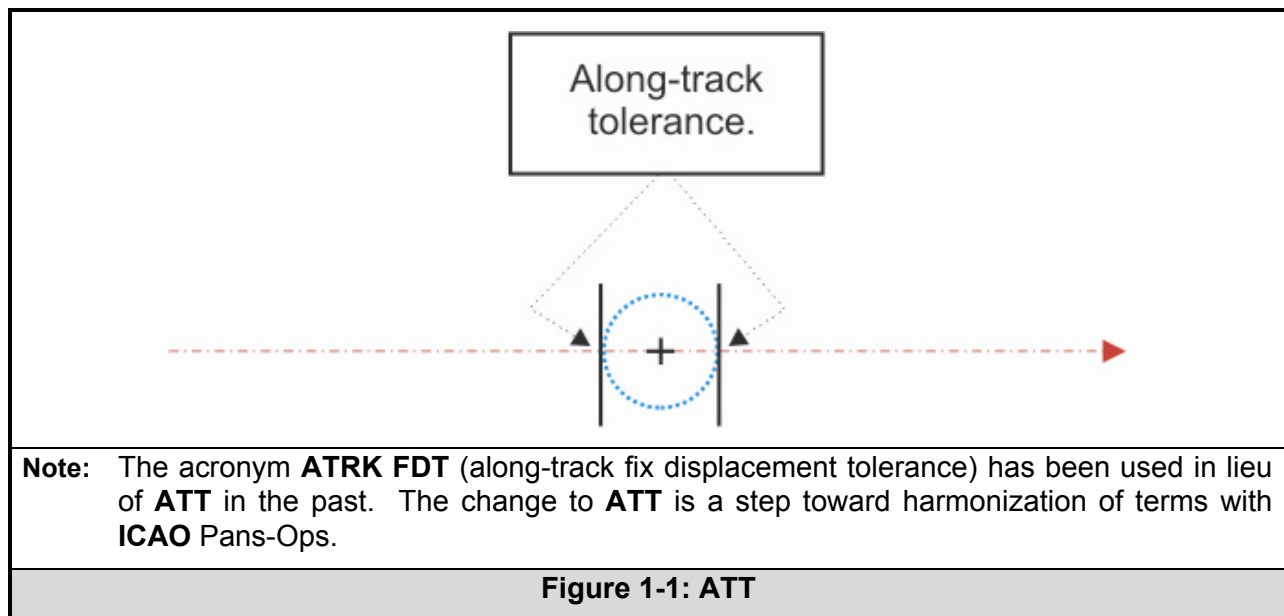 Along-track
tolerance.
Note: The acronym ATRK FDT (along-track fix displacement tolerance) has been used in lieu
of ATT in the past. The change to ATT is a step toward harmonization of terms with
ICAO Pans-Ops.
Figure 1-1: ATT